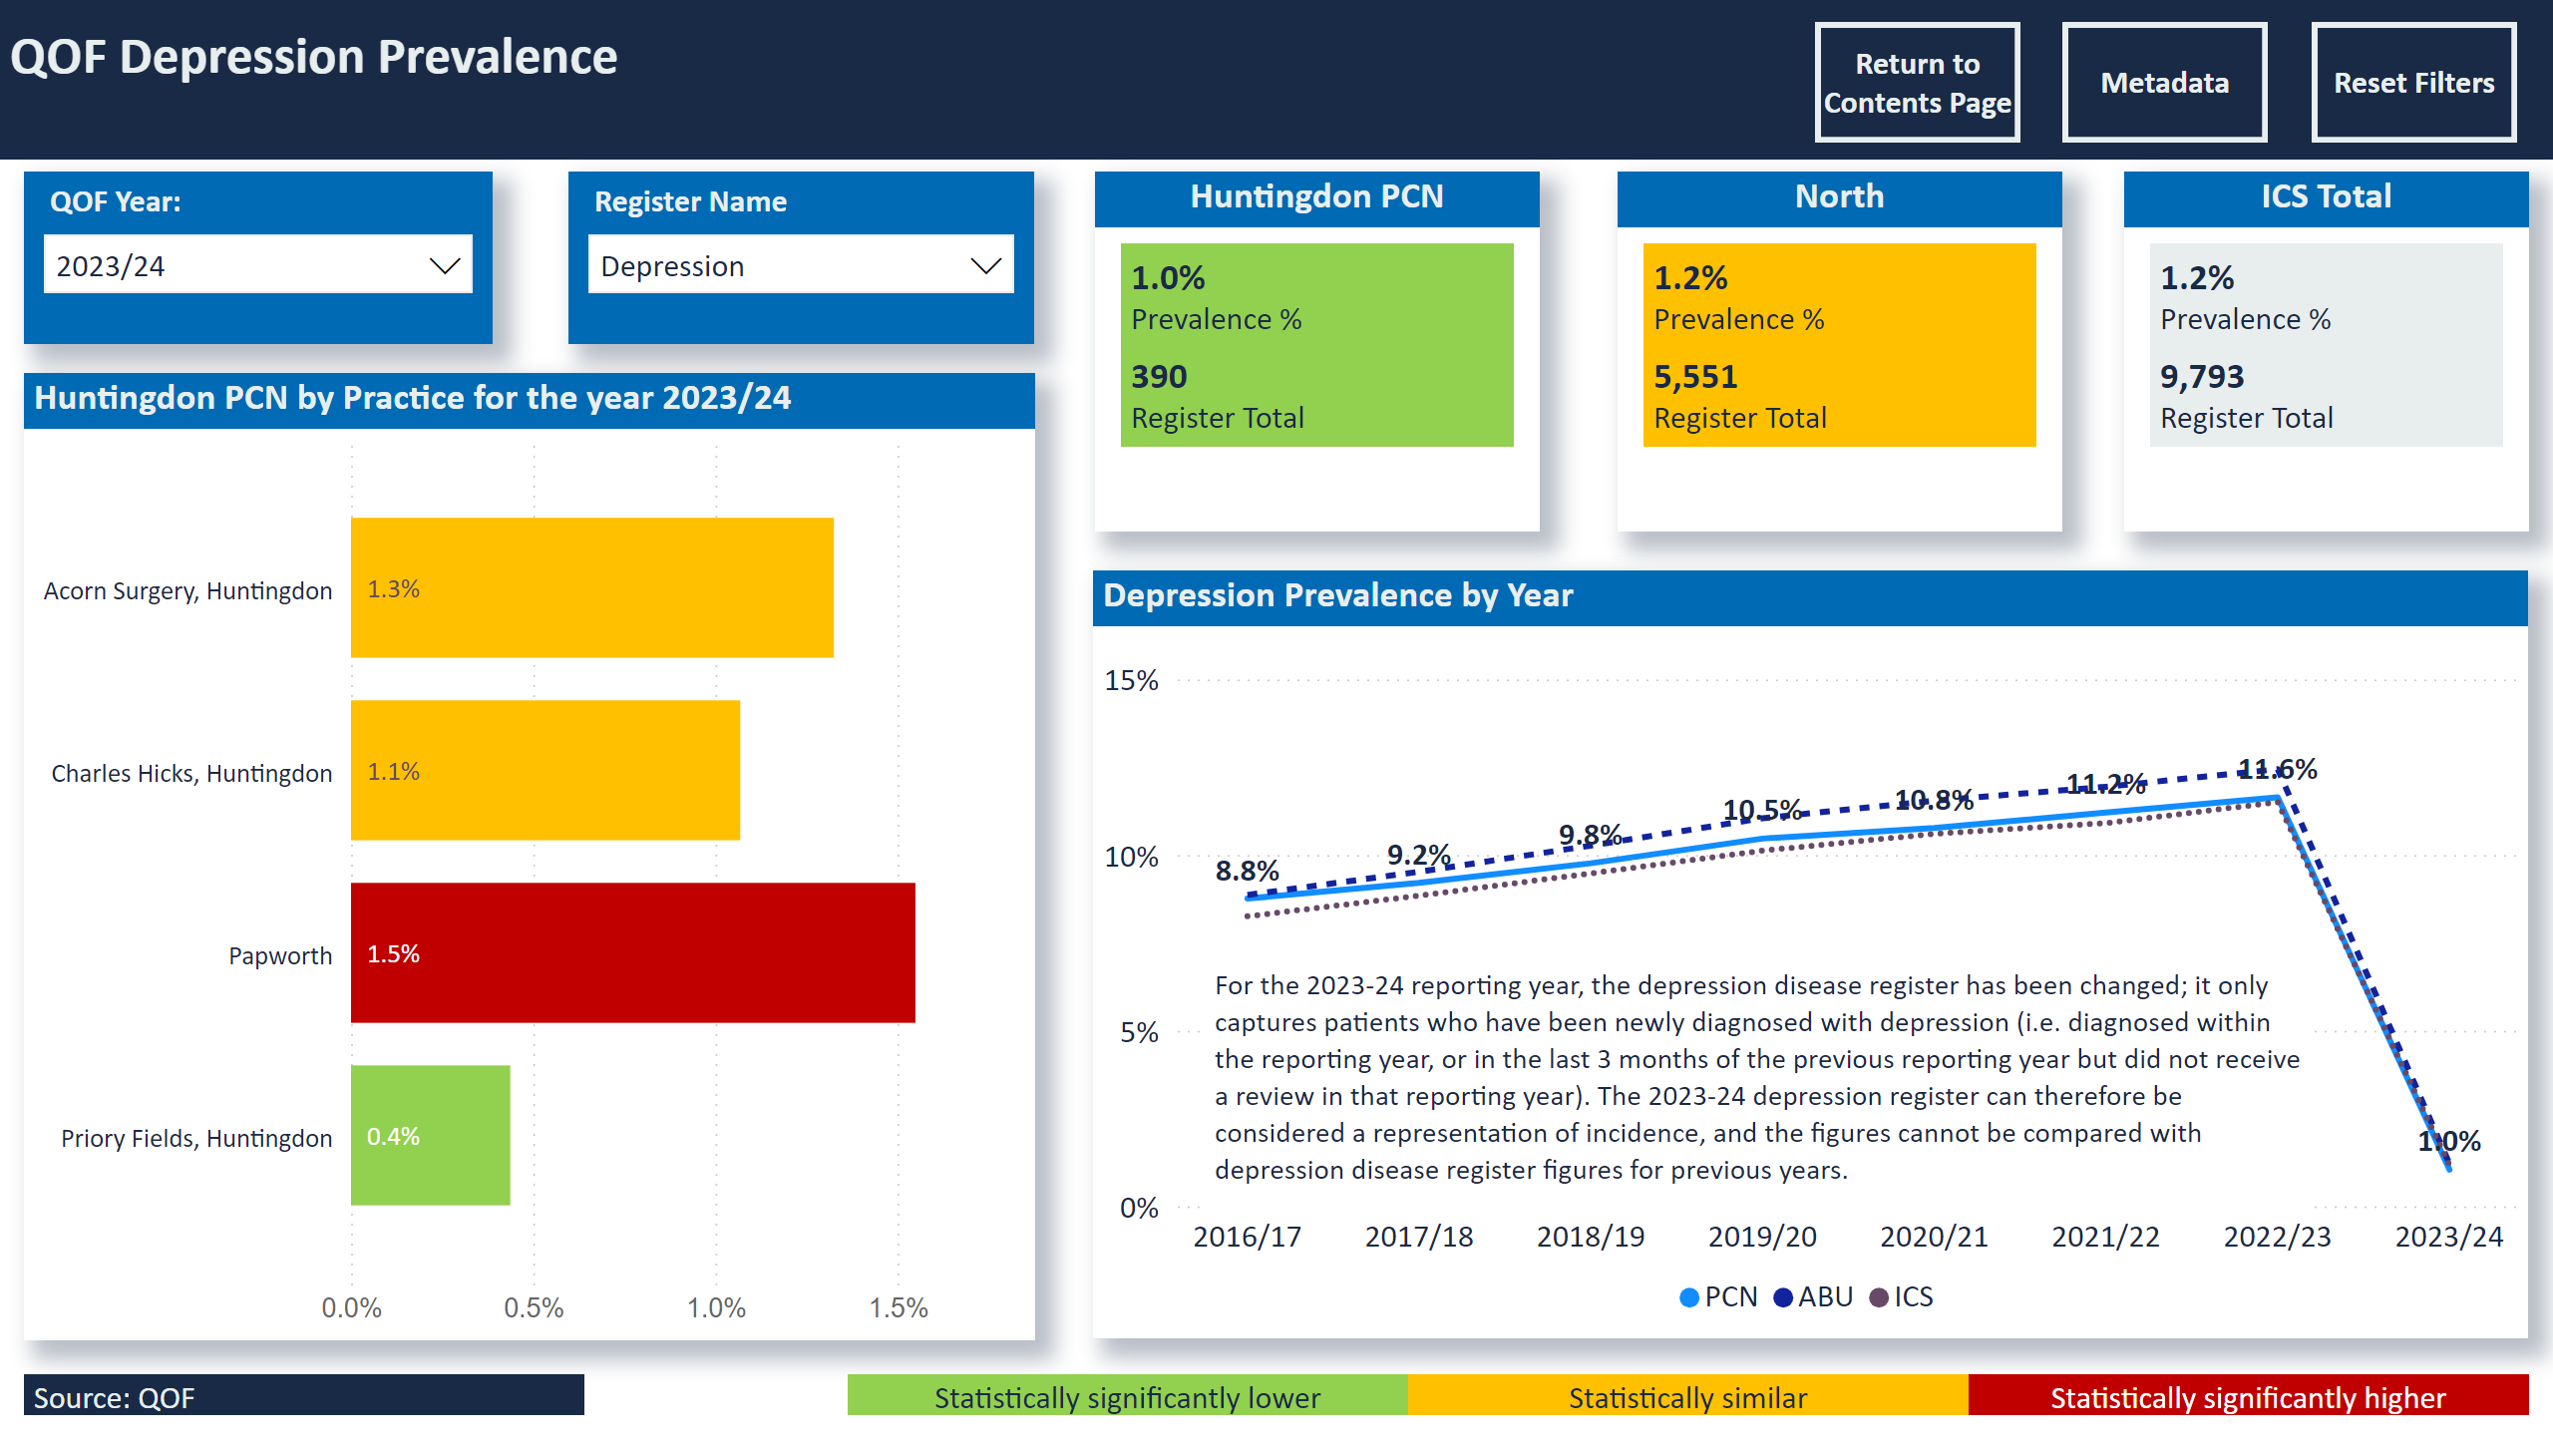 QOF Depression Prevalence
Return to
Contents Page
Metadata
Reset Filters
QOF Year:
2023/24
Register Name
Depression
Huntingdon PCN
1.0%
Prevalence %
390
Register Total
North
1.2%
Prevalence %
5,551
Register Total
ICS Total
1.2%
Prevalence %
9,793
Register Total
Huntingdon PCN by Practice for the year 2023/24
Acorn Surgery, Huntingdon
1.3%
Charles Hicks, Huntingdon
1.1%
Papworth
1.5%
Priory Fields, Huntingdon
0.4%
0.0%
0.5%
1.0%
1.5%
Depression Prevalence by Year
15%
10%
5%
0%
8.8%
9.2%
9.8%
10.5%
10.8%
11.2%
11.6%
1.0%
For the 2023-24 reporting year, the depression disease register has been changed; it only
captures patients who have been newly diagnosed with depression (i.e. diagnosed within
the reporting year, or in the last 3 months of the previous reporting year but did not receive
a review in that reporting year). The 2023-24 depression register can therefore be
considered a representation of incidence, and the figures cannot be compared with
depression disease register figures for previous years.
2016/17
2017/18
2018/19
2019/20
2020/21
2021/22
2022/23
2023/24
PCN
ABU
ICS
Source: QOF
Statistically significantly lower
Statistically similar
Statistically significantly higher